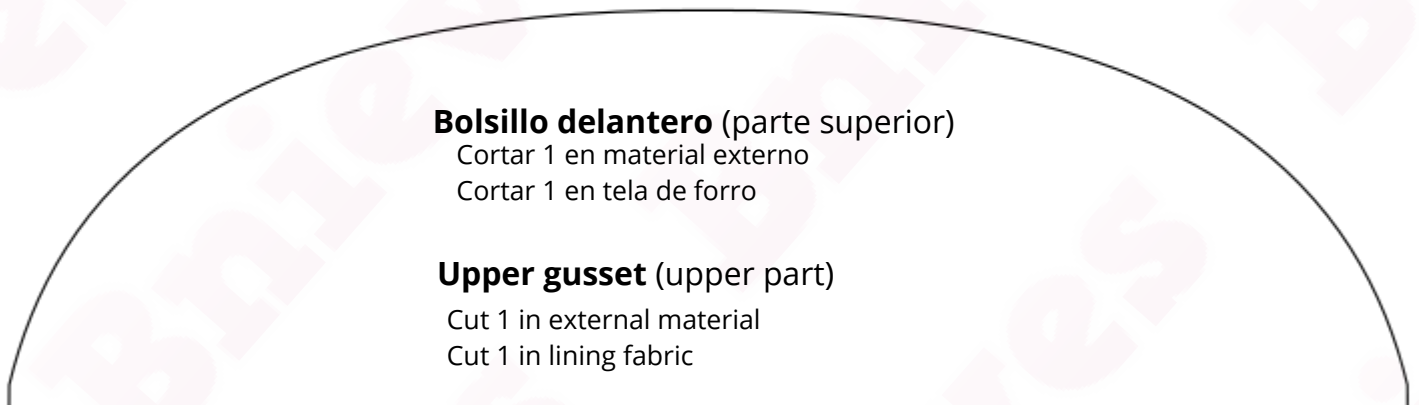 Bolsillo delantero (parte superior)
Cortar 1 en material externo
Cortar 1 en tela de forro
Upper gusset (upper part)
Cut 1 in external material
Cut 1 in lining fabric